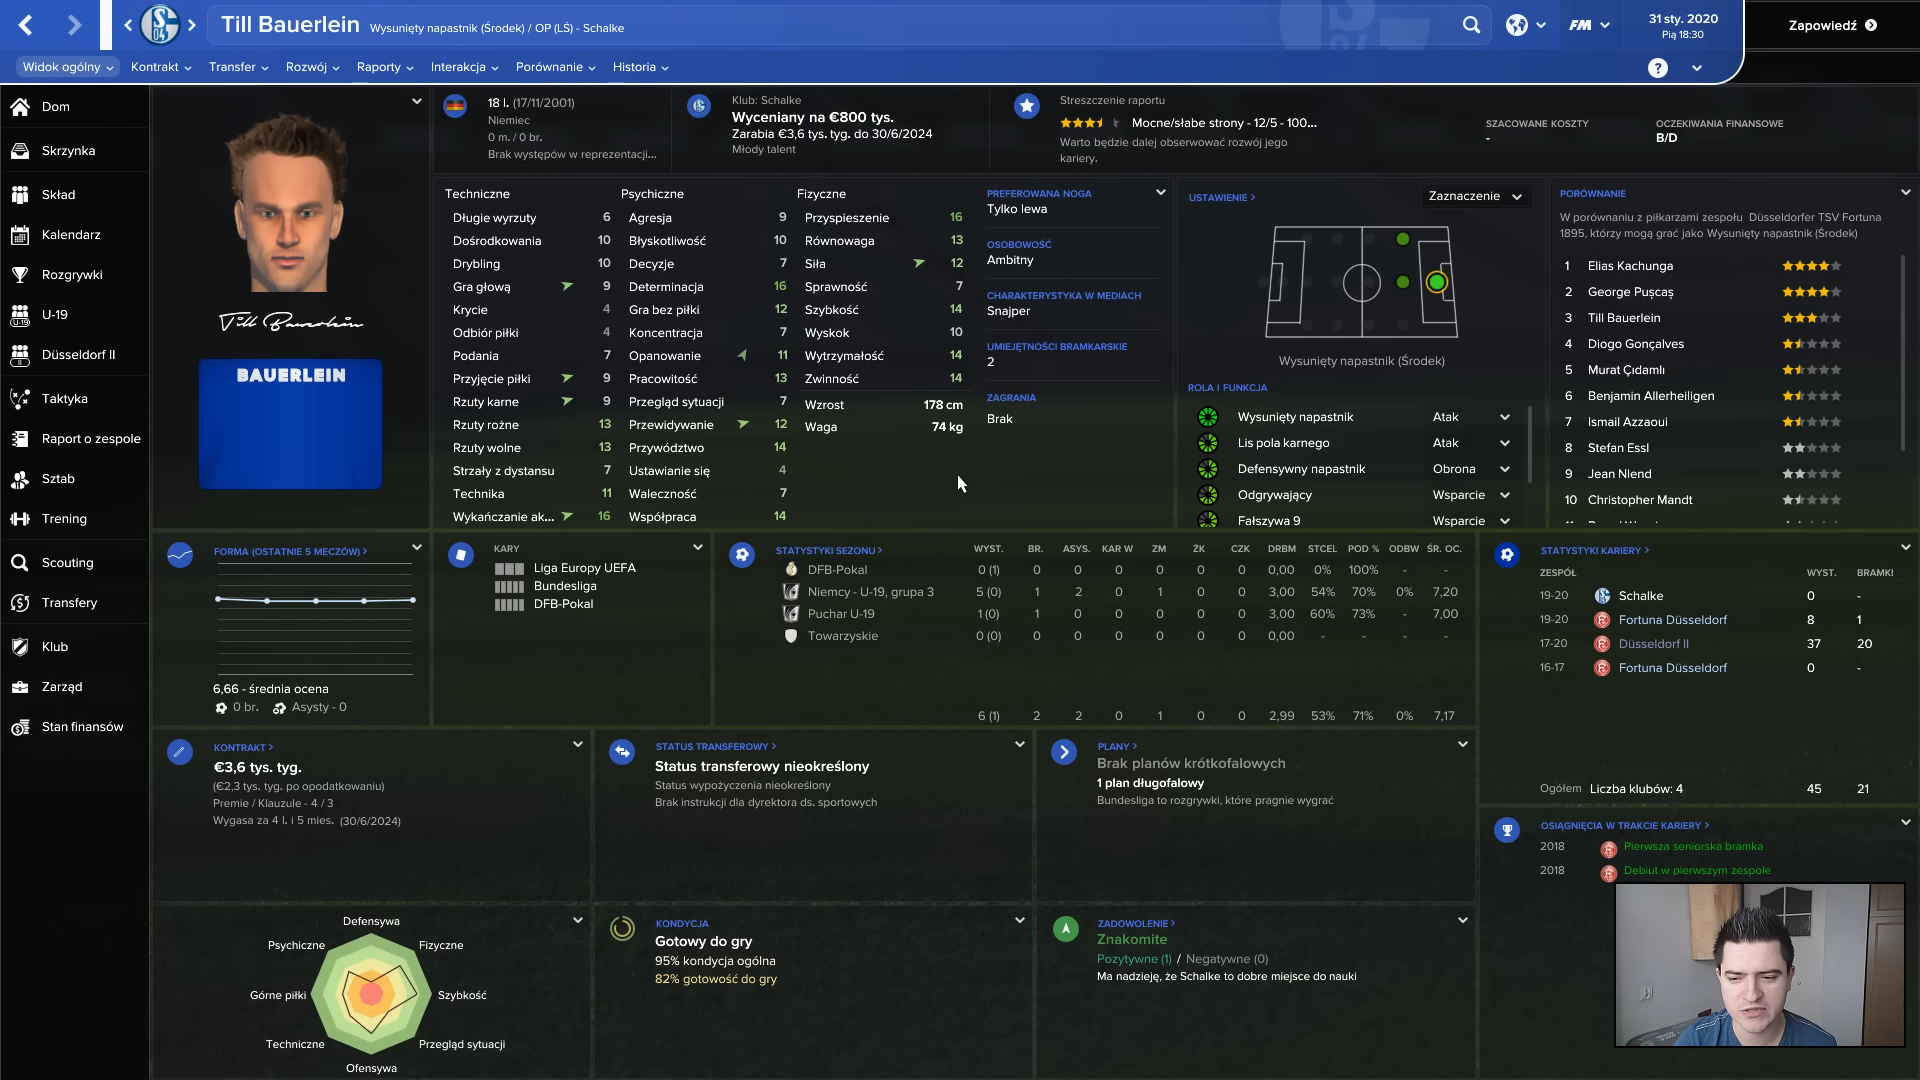 Till Bauerlein Wysunięty napastnik (Środek) / OP (LŚ) - Schalke
FM
31 sty. 2020
Pią 18:30
Zapowiedź
Widok ogólny Kontrakt Transfer Rozwój Raporty Interakcja Porównanie Historia
?
Dom
Skrzynka
Skład
Kalendarz
Rozgrywki
U-19
Düsseldorf II
Taktyka
Raport o zespole
Sztab
Trening
Scouting
Transfery
Klub
Zarząd
Stan finansów
Till Bauerlein
BAUERLEIN
18 l. (17/11/2001)
Niemiec
0 m. / 0 br.
Brak występów w reprezentacji...
Klub: Schalke
Wyceniany na €800 tys.
Zarabia €3,6 tys. tyg. do 30/6/2024
Młody talent
Streszczenie raportu
Mocne/słabe strony - 12/5 - 100...
Warto będzie dalej obserwować rozwój jego
kariery.
SZACOWANE KOSZTY
-
OCZEKIWANIA FINANSOWE
B/D
Techniczne
Długie wyrzuty 6
Dośrodkowania 10
Drybling 10
Gra głową 9
Krycie 4
Odbiór piłki 4
Podania 7
Przyjęcie piłki 9
Rzuty karne 9
Rzuty rożne 13
Rzuty wolne 13
Strzały z dystansu 7
Technika 11
Wykańczanie ak... 16
Psychiczne
Agresja 9
Błyskotliwość 10
Decyzje 7
Determinacja 16
Gra bez piłki 12
Koncentracja 7
Opanowanie 11
Pracowitość 13
Przegląd sytuacji 7
Przewidywanie 12
Przywództwo 14
Ustawianie się 4
Waleczność 7
Współpraca 14
Fizyczne
Przyspieszenie 16
Równowaga 13
Siła 12
Sprawność 7
Szybkość 14
Wyskok 10
Wytrzymałość 14
Zwinność 14
Wzrost 178 cm
Waga 74 kg
PREFEROWANA NOGA
Tylko lewa
OSOBOWOŚĆ
Ambitny
CHARAKTERYSTYKA W MEDIACH
Snajper
UMIEJĘTNOŚCI BRAMKARSKIE
2
ZAGRANIA
Brak
USTAWIENIE >
Zaznaczenie
Wysunięty napastnik (Środek)
ROLA I FUNKCJA
Wysunięty napastnik Atak
Lis pola karnego Atak
Defensywny napastnik Obrona
Odgrywający Wsparcie
Fałszywa 9 Wsparcie
PORÓWNANIE
W porównaniu z piłkarzami zespołu Düsseldorfer TSV Fortuna
1895, którzy mogą grać jako Wysunięty napastnik (Środek)
1 Elias Kachunga
2 George Pușcaș
3 Till Bauerlein
4 Diogo Gonçalves
5 Murat Çıdamlı
6 Benjamin Allerheiligen
7 Ismail Azzaoui
8 Stefan Essl
9 Jean Nlend
10 Christopher Mandt
FORMA (OSTATNIE 5 MECZÓW) >
6,66 - średnia ocena
0 br. Asysty - 0
KARY
Liga Europy UEFA
Bundesliga
DFB-Pokal
STATYSTYKI SEZONU > WYST. BR. ASYS. KAR W ZM ŻK CZK DRBM STCEL POD % ODBW ŚR. OC.
DFB-Pokal 0 (1) 0 0 0 0 0 0 0,00 0% 100% - -
Niemcy - U-19, grupa 3 5 (0) 1 2 0 1 0 0 3,00 54% 70% 0% 7,20
Puchar U-19 1 (0) 1 0 0 0 0 0 3,00 60% 73% - 7,00
Towarzyskie 0 (0) 0 0 0 0 0 0 0,00 - - - -
6 (1) 2 2 0 1 0 0 2,99 53% 71% 0% 7,17
STATYSTYKI KARIERY >
ZESPÓŁ WYST. BRAMKI
19-20 Schalke 0 -
19-20 Fortuna Düsseldorf 8 1
17-20 Düsseldorf II 37 20
16-17 Fortuna Düsseldorf 0 -
Ogółem Liczba klubów: 4 45 21
KONTRAKT >
€3,6 tys. tyg.
(€2,3 tys. tyg. po opodatkowaniu)
Premie / Klauzule - 4 / 3
Wygasa za 4 l. i 5 mies. (30/6/2024)
STATUS TRANSFEROWY >
Status transferowy nieokreślony
Status wypożyczenia nieokreślony
Brak instrukcji dla dyrektora ds. sportowych
PLANY >
Brak planów krótkofalowych
1 plan długofalowy
Bundesliga to rozgrywki, które pragnie wygrać
OSIĄGNIĘCIA W TRAKCIE KARIERY >
2018 Pierwsza seniorska bramka
2018 Debiut w pierwszym zespole
Defensywa
Psychiczne Fizyczne
Górne piłki Szybkość
Techniczne Przegląd sytuacji
Ofensywa
KONDYCJA
Gotowy do gry
95% kondycja ogólna
82% gotowość do gry
ZADOWOLENIE >
Znakomite
Pozytywne (1) / Negatywne (0)
Ma nadzieję, że Schalke to dobre miejsce do nauki